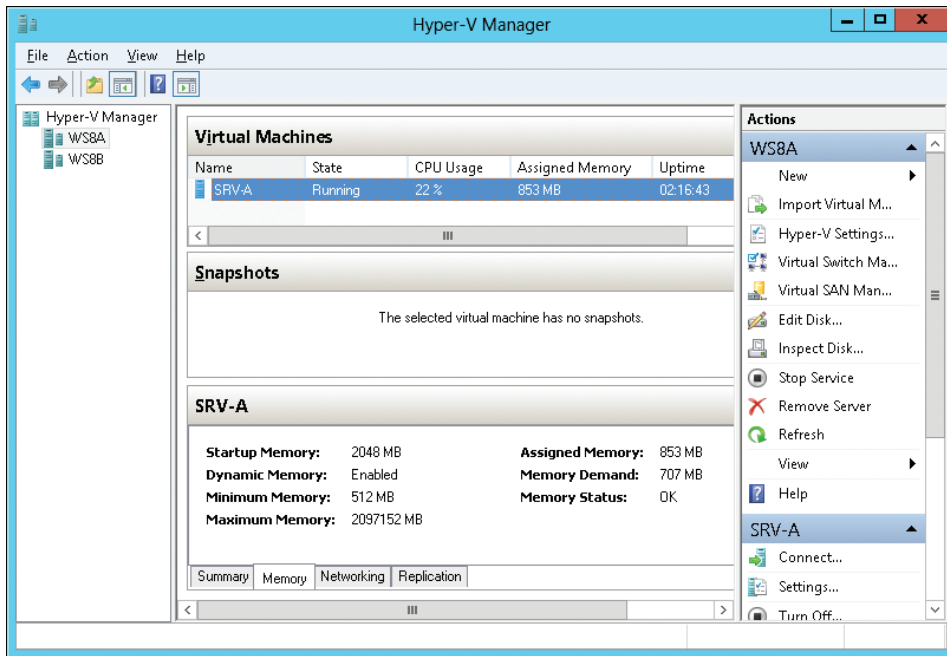 Hyper-V Manager
File Action View Help
Hyper-V Manager
WS8A
WS8B
Virtual Machines
Name State CPU Usage Assigned Memory Uptime
SRV-A Running 22 % 853 MB 02:16:43
Snapshots
The selected virtual machine has no snapshots.
SRV-A
Startup Memory: 2048 MB Assigned Memory: 853 MB
Dynamic Memory: Enabled Memory Demand: 707 MB
Minimum Memory: 512 MB Memory Status: OK
Maximum Memory: 2097152 MB
Summary Memory Networking Replication
Actions
WS8A
New
Import Virtual M...
Hyper-V Settings...
Virtual Switch Ma...
Virtual SAN Man...
Edit Disk...
Inspect Disk...
Stop Service
Remove Server
Refresh
View
Help
SRV-A
Connect...
Settings...
Turn Off...